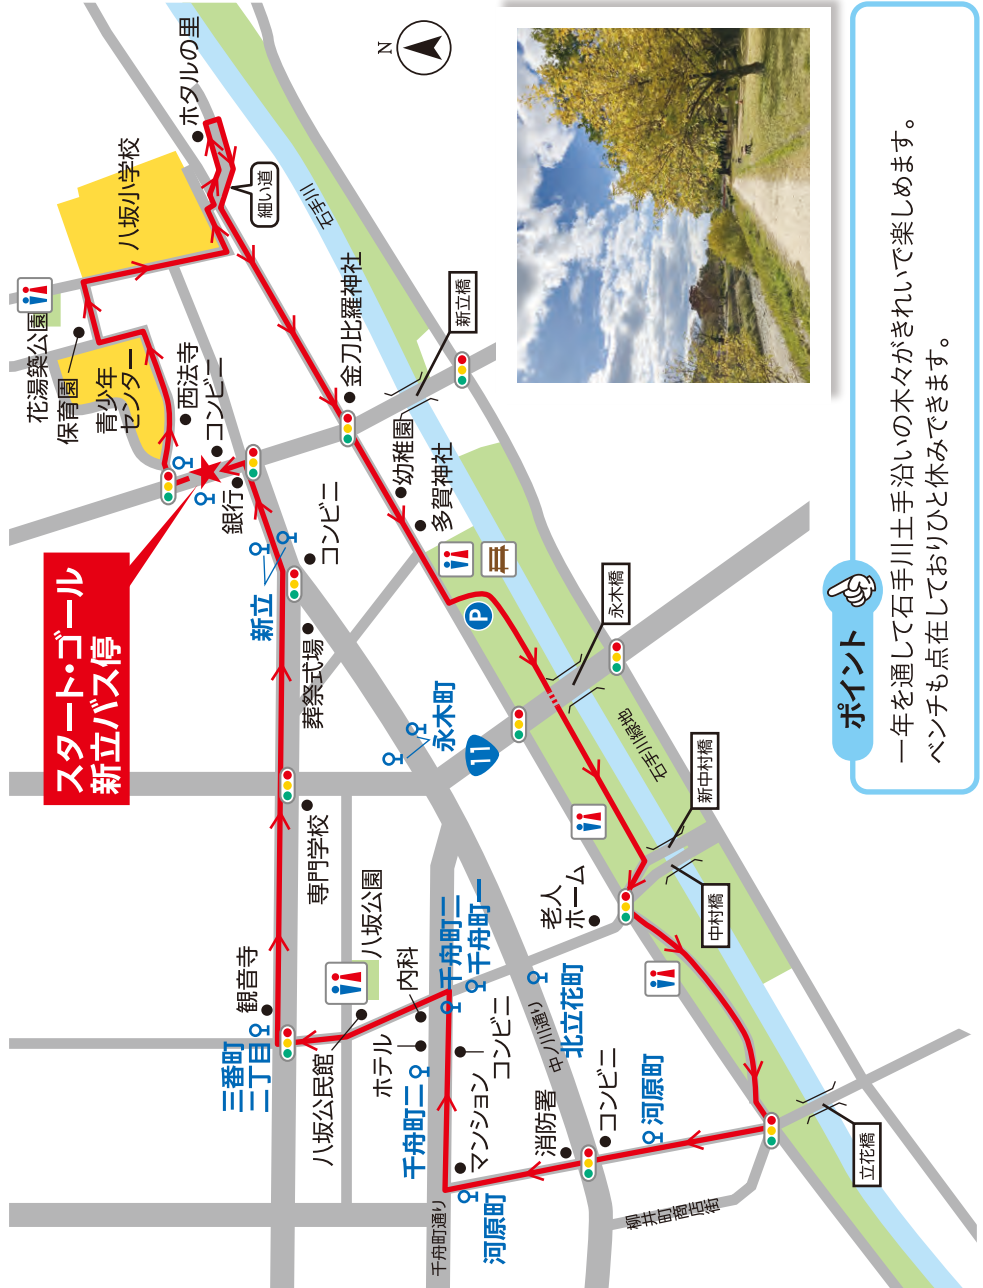 スタート・ゴール
新立バス停
花湯築公園
保育園
青少年
センター
西法寺
コンビニ
銀行
八坂小学校
ホタルの里
細い道
石手川
N
金刀比羅神社
新立橋
幼稚園
多賀神社
P
永木橋
新立
コンビニ
葬祭式場
永木町
11
専門学校
石手川緑地
新中村橋
中村橋
老人
ホーム
観音寺
三番町
二丁目
八坂公園
八坂公民館
内科
ホテル
千舟町二
千舟町一
千舟町二
コンビニ
マンション
中ノ川通り
北立花町
消防署
コンビニ
河原町
河原町
千舟町通り
柳井町商店街
立花橋
ポイント
一年を通して石手川土手沿いの木々がきれいで楽しめます。
ベンチも点在しておりひと休みできます。